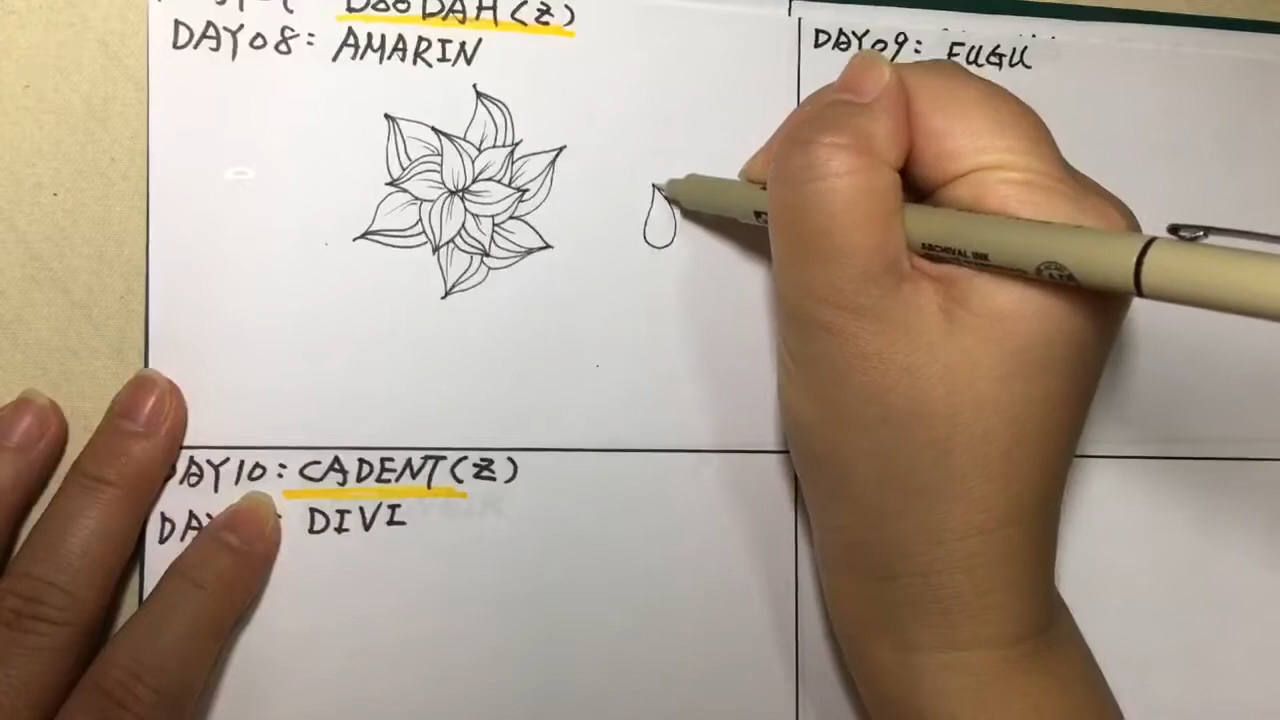 DOODAH(Z)
DAY08: AMARIN
DAY09: FUGU
DAY10: CADENT(Z)
DIVI
ARCHIVAL INK